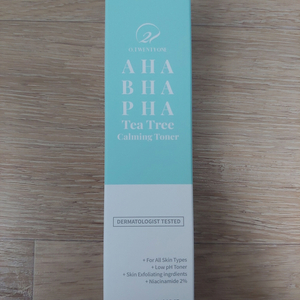 AHA
BHA
PHA
Tea Tree
Calming Toner
DERMATOLOGIST TESTED
• For All Skin Types
• Low pH Toner
• Skin Exfoliating Ingredients
• Niacinamide 2%